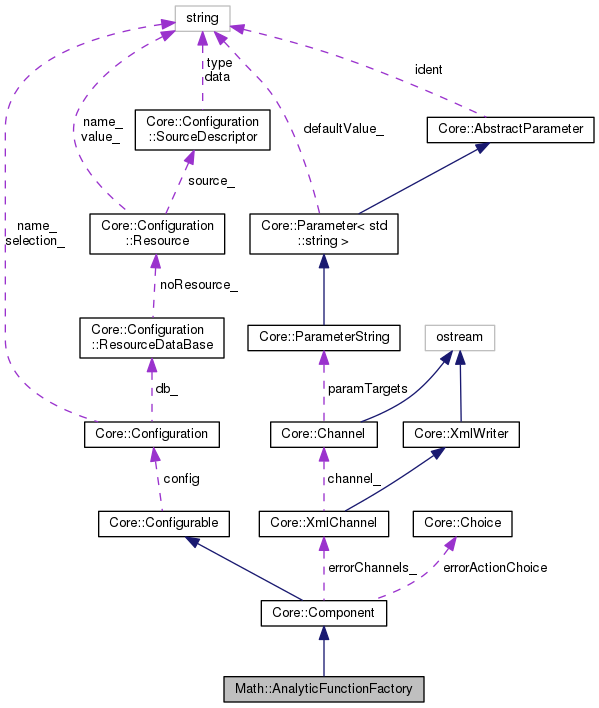 string
type
data
ident
name_
value_
defaultValue_
Core::Configuration
::SourceDescriptor
Core::AbstractParameter
source_
name_
selection_
Core::Configuration
::Resource
Core::Parameter< std
::string >
noResource_
Core::Configuration
::ResourceDataBase
Core::ParameterString
ostream
db_
paramTargets
Core::Configuration
Core::Channel
Core::XmlWriter
config
channel_
Core::Configurable
Core::XmlChannel
Core::Choice
errorChannels_
errorActionChoice
Core::Component
Math::AnalyticFunctionFactory